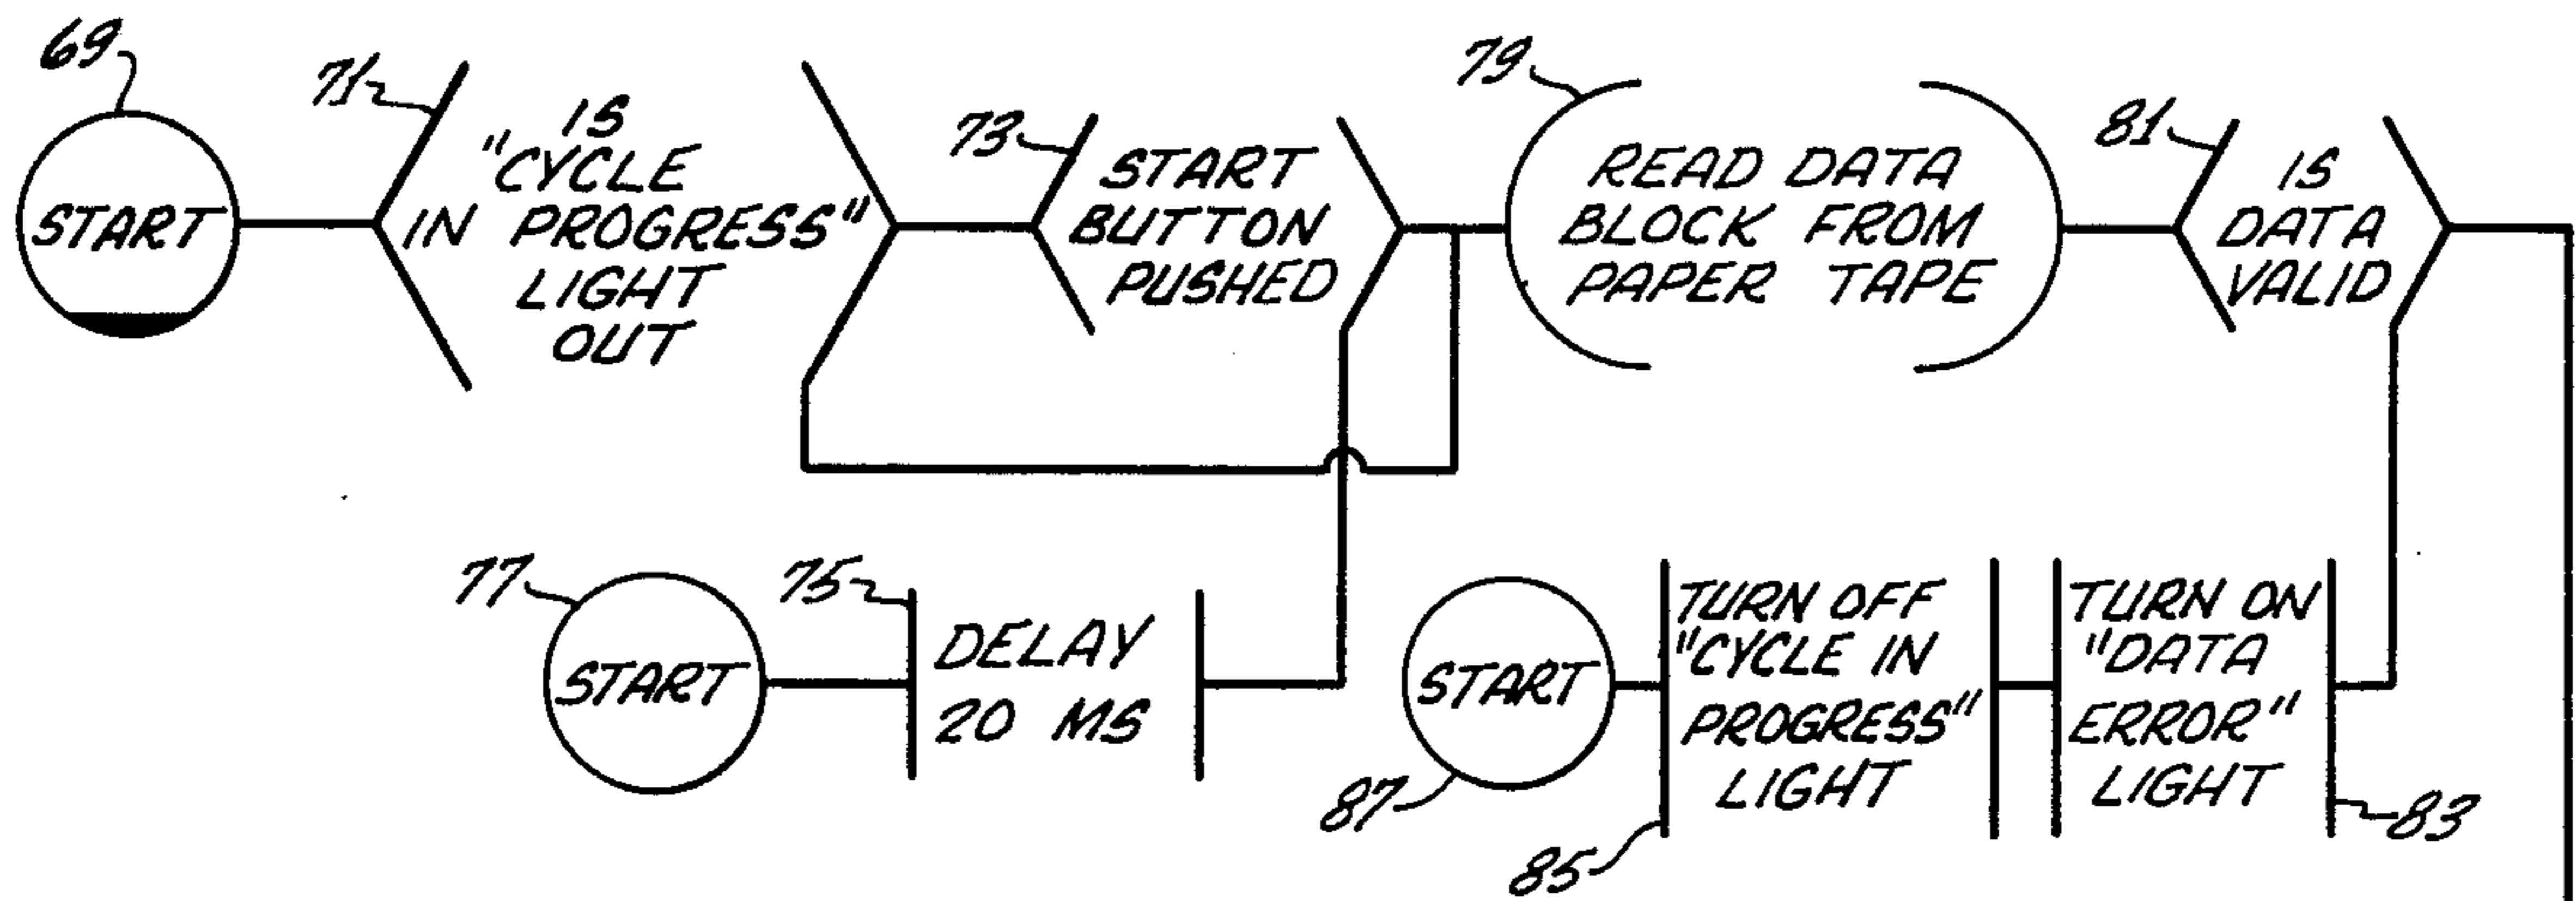 69
START
71
IS
"CYCLE
IN PROGRESS"
LIGHT
OUT
73
START
BUTTON
PUSHED
79
READ DATA
BLOCK FROM
PAPER TAPE
81
IS
DATA
VALID
77
START
75
DELAY
20 MS
87
START
85
TURN OFF
"CYCLE IN
PROGRESS"
LIGHT
TURN ON
"DATA
ERROR"
LIGHT
83